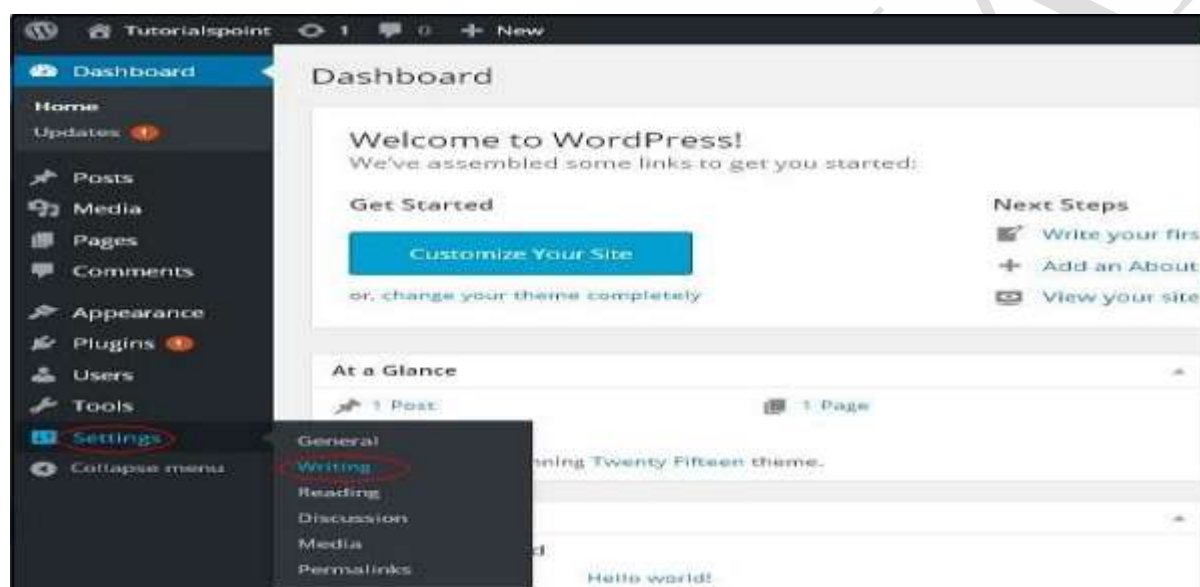 Tutorialspoint 1 0 + New
Dashboard
Home
Updates 1
Posts
Media
Pages
Comments
Appearance
Plugins 1
Users
Tools
Settings
Collapse menu
General
Writing
Reading
Discussion
Media
Permalinks
Dashboard
Welcome to WordPress!
We've assembled some links to get you started:
Get Started
Customize Your Site
or, change your theme completely
Next Steps
Write your
Add an About
View your site
At a Glance
1 Post
1 Page
Twenty Fifteen theme.
Hello world!